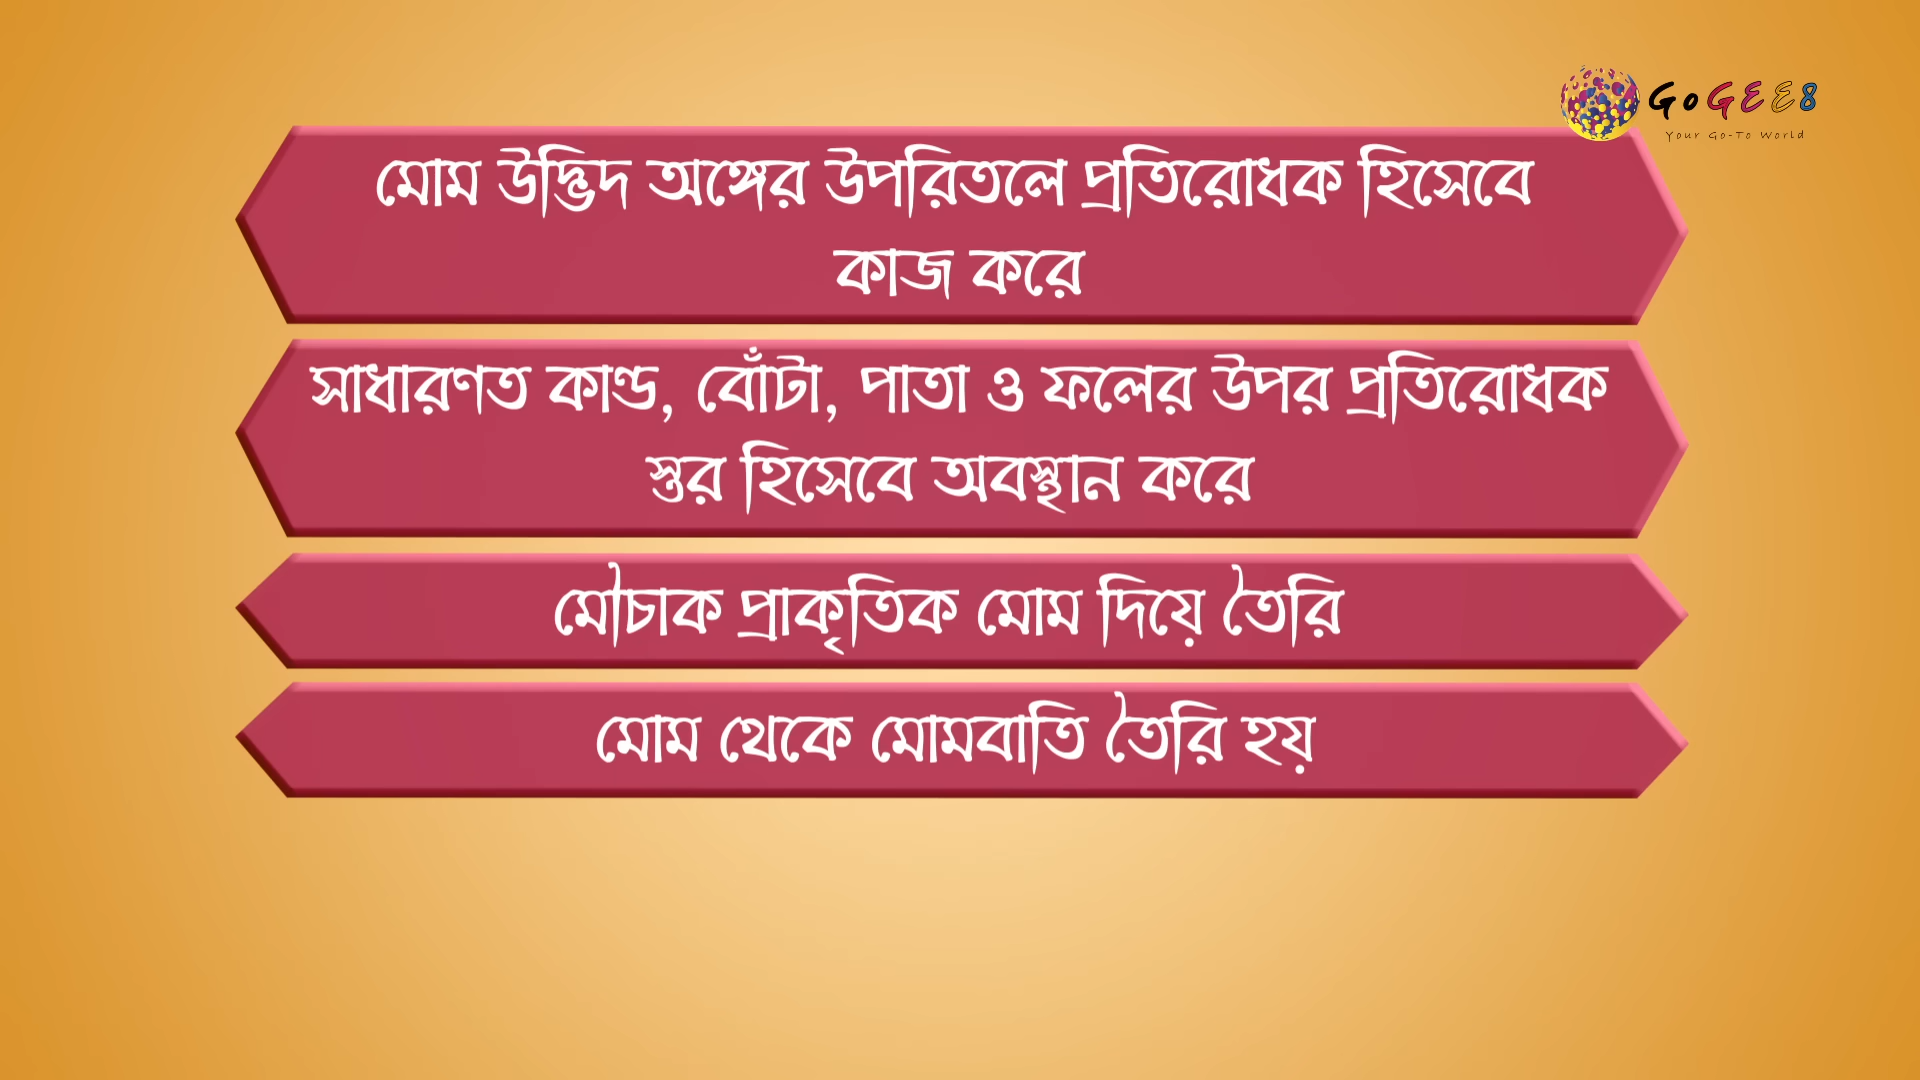 GoGEE8
Your Go-To World
মোম উদ্ভিদ অঙ্গের উপরিতলে প্রতিরোধক হিসেবে
কাজ করে
সাধারণত কাণ্ড, বোঁটা, পাতা ও ফলের উপর প্রতিরোধক
স্তর হিসেবে অবস্থান করে
মৌচাক প্রাকৃতিক মোম দিয়ে তৈরি
মোম থেকে মোমবাতি তৈরি হয়